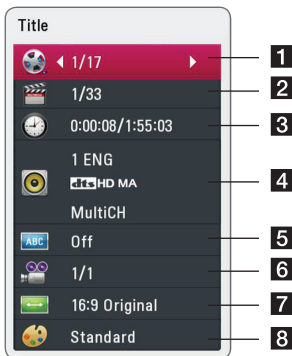 Title
1/17 1
1/33 2
0:00:08/1:55:03 3
1 ENG
dts HD MA 4
MultiCH
ABC Off 5
1/1 6
16:9 Original 7
Standard 8